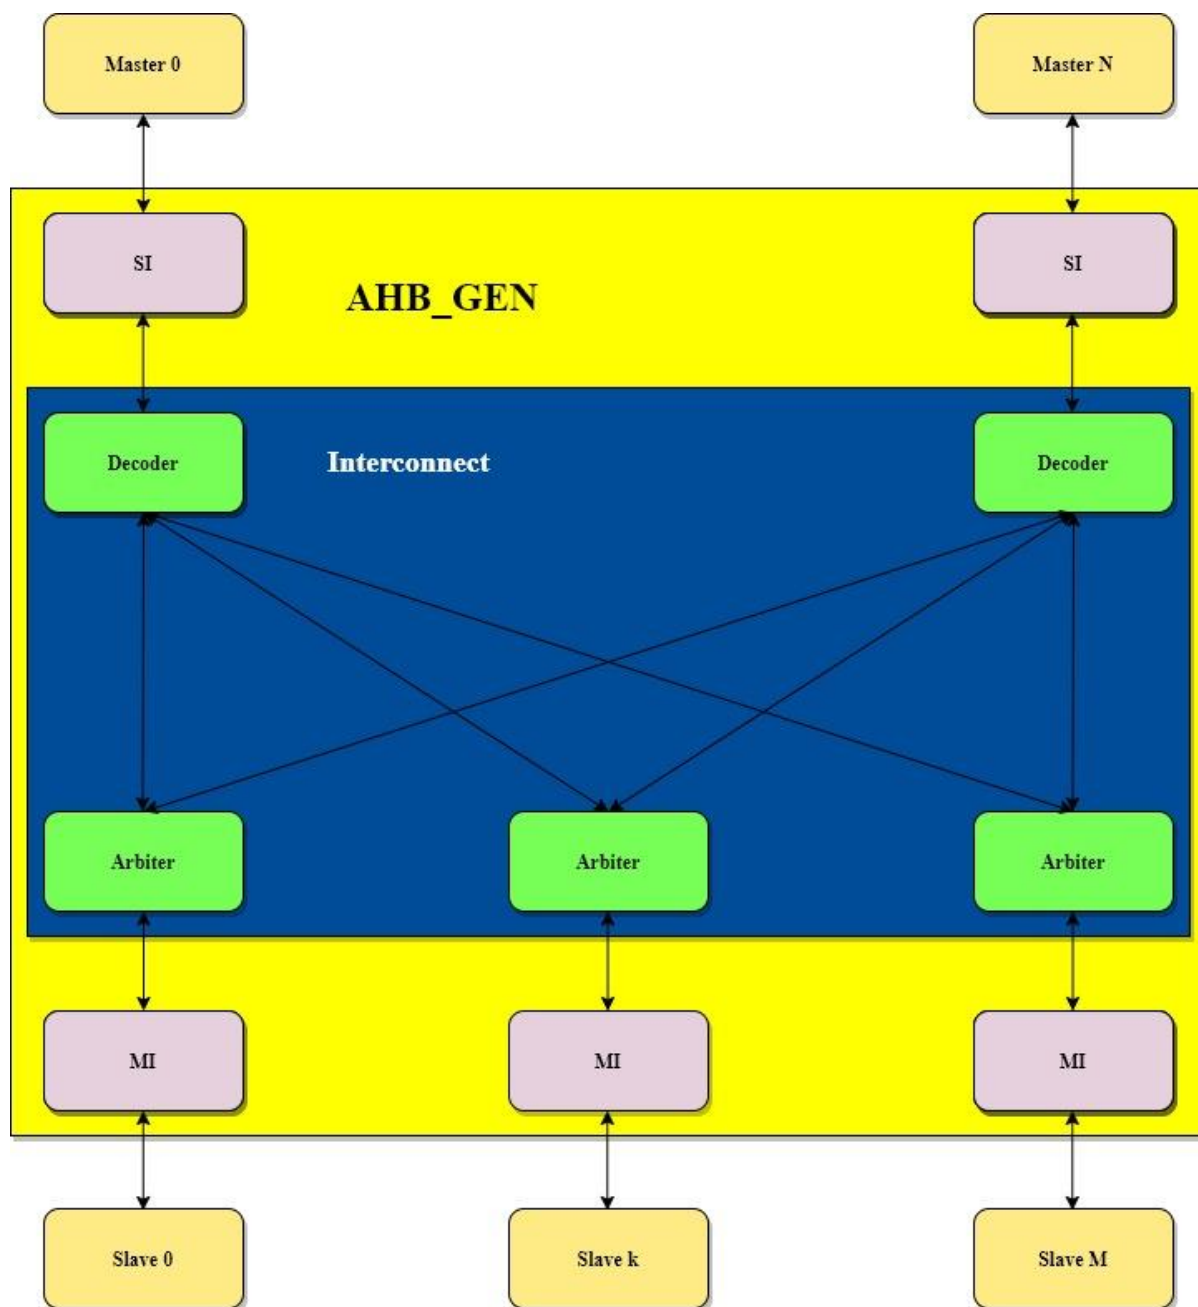 Master 0
Master N
SI
SI
AHB_GEN
Decoder
Interconnect
Decoder
Arbiter
Arbiter
Arbiter
MI
MI
MI
Slave 0
Slave k
Slave M